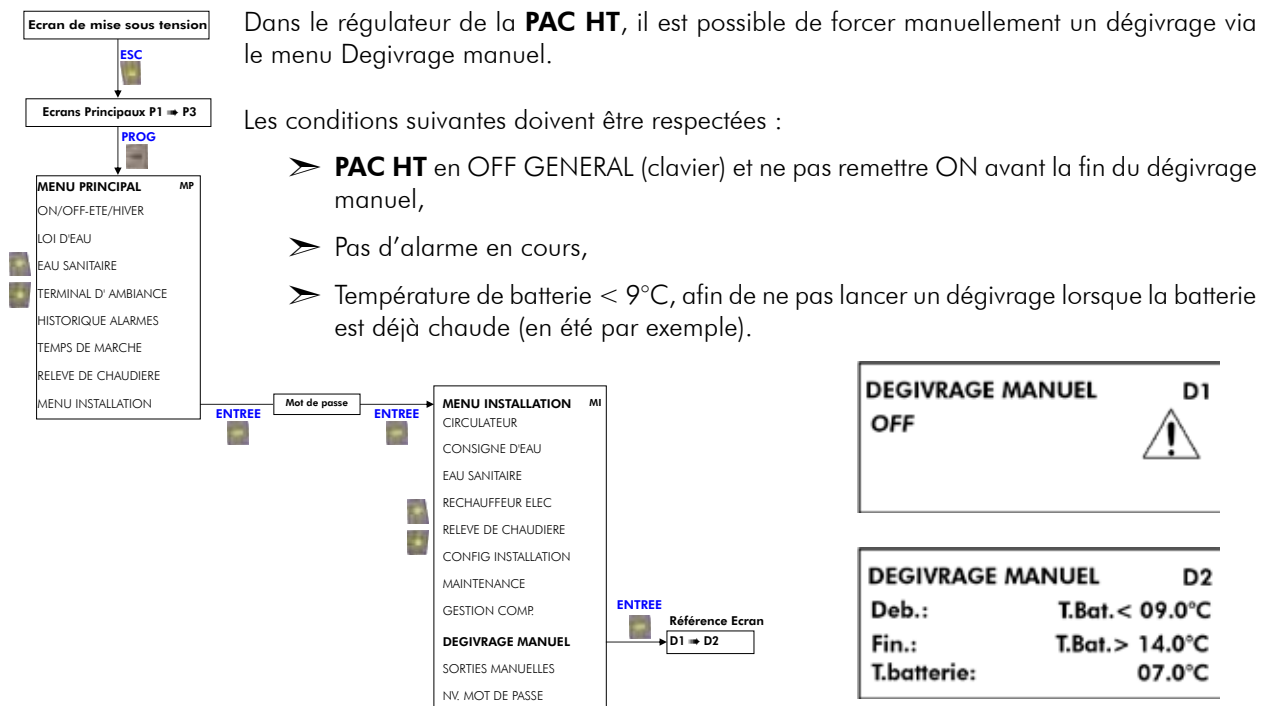 Ecran de mise sous tension
ESC
Ecrans Principaux P1 ➠ P3
PROG
MENU PRINCIPAL MP
ON/OFF-ETE/HIVER
LOI D'EAU
EAU SANITAIRE
TERMINAL D' AMBIANCE
HISTORIQUE ALARMES
TEMPS DE MARCHE
RELEVE DE CHAUDIERE
MENU INSTALLATION
Dans le régulateur de la PAC HT, il est possible de forcer manuellement un dégivrage via
le menu Degivrage manuel.
Les conditions suivantes doivent être respectées :
➣ PAC HT en OFF GENERAL (clavier) et ne pas remettre ON avant la fin du dégivrage
manuel,
➣ Pas d'alarme en cours,
➣ Température de batterie < 9°C, afin de ne pas lancer un dégivrage lorsque la batterie
est déjà chaude (en été par exemple).
ENTREE
Mot de passe
ENTREE
MENU INSTALLATION MI
CIRCULATEUR
CONSIGNE D'EAU
EAU SANITAIRE
RECHAUFFEUR ELEC
RELEVE DE CHAUDIERE
CONFIG INSTALLATION
MAINTENANCE
GESTION COMP.
DEGIVRAGE MANUEL
SORTIES MANUELLES
NV. MOT DE PASSE
ENTREE
Référence Ecran
D1 ➠ D2
DEGIVRAGE MANUEL D1
OFF
DEGIVRAGE MANUEL D2
Deb.: T.Bat.< 09.0°C
Fin.: T.Bat.> 14.0°C
T.batterie: 07.0°C